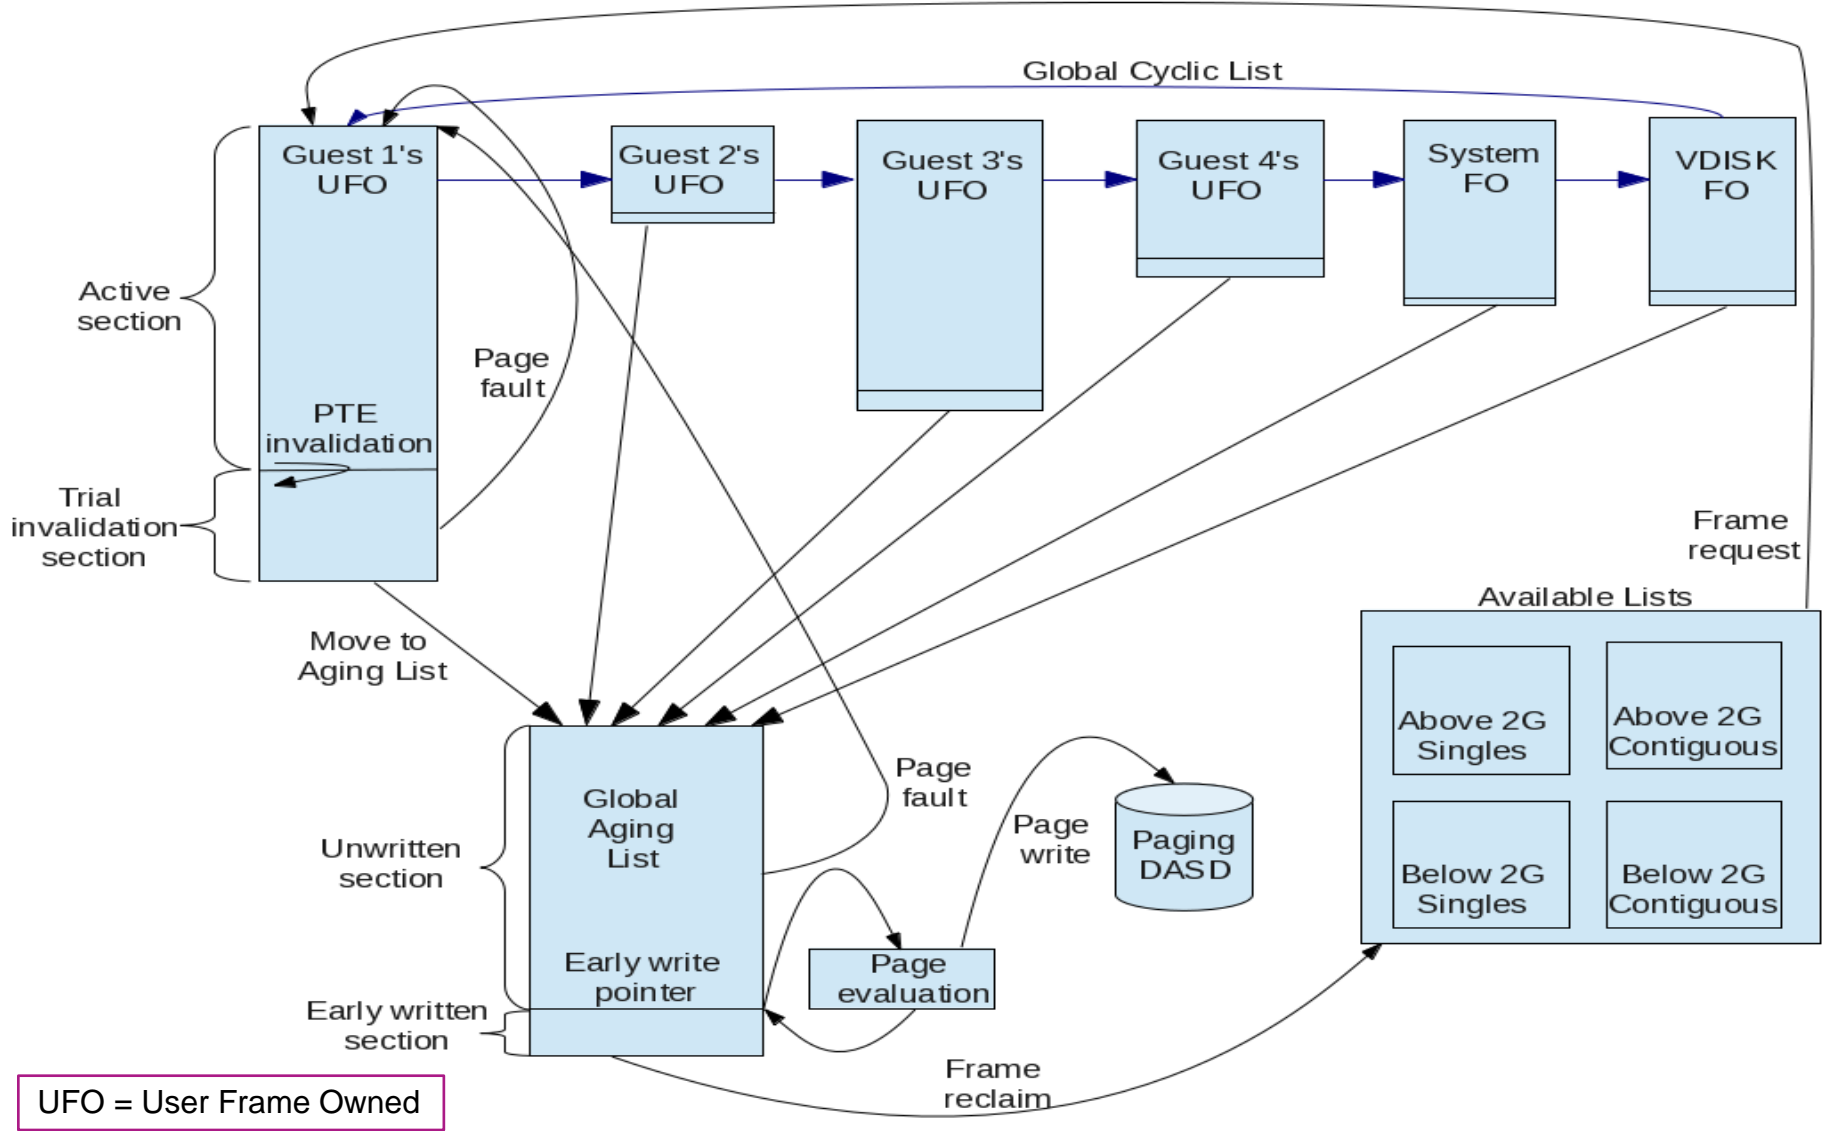 Global Cyclic List
Guest 1's
UFO
Guest 2's
UFO
Guest 3's
UFO
Guest 4's
UFO
System
FO
VDISK
FO
Active
section
Page
fault
PTE
invalidation
Trial
invalidation
section
Frame
request
Move to
Aging List
Available Lists
Above 2G
Singles
Above 2G
Contiguous
Below 2G
Singles
Below 2G
Contiguous
Global
Aging
List
Page
fault
Page
write
Paging
DASD
Unwritten
section
Early write
pointer
Page
evaluation
Early written
section
Frame
reclaim
UFO = User Frame Owned